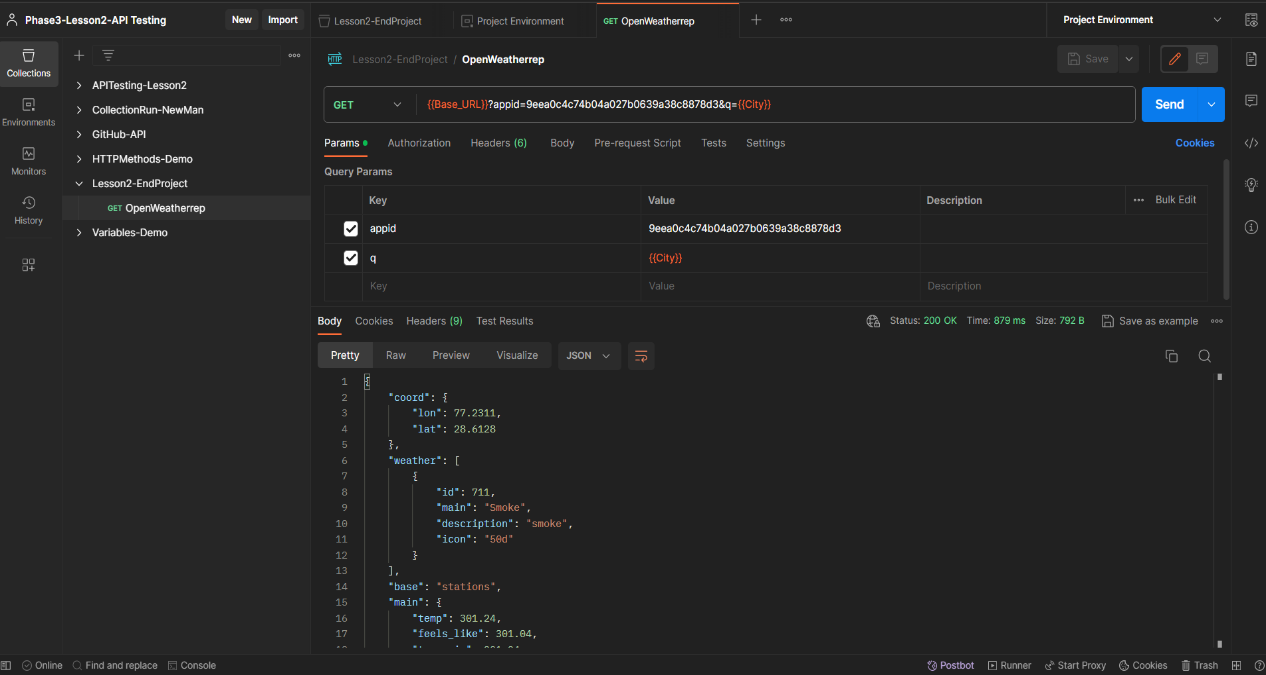 Phase3-Lesson2-API Testing
New
Import
Lesson2-EndProject
Project Environment
GET OpenWeatherrep
Project Environment
Collections
Environments
Monitors
History
APITesting-Lesson2
CollectionRun-NewMan
GitHub-API
HTTPMethods-Demo
Lesson2-EndProject
GET OpenWeatherrep
Variables-Demo
HTTP Lesson2-EndProject / OpenWeatherrep
Save
GET
{{Base_URL}}?appid=9eea0c4c74b04a027b0639a38c8878d3&q={{City}}
Send
Params Authorization Headers (6) Body Pre-request Script Tests Settings
Cookies
Query Params
Key Value Description
Bulk Edit
appid 9eea0c4c74b04a027b0639a38c8878d3
q {{City}}
Key Value Description
Body Cookies Headers (9) Test Results
Status: 200 OK Time: 879 ms Size: 792 B
Save as example
Pretty Raw Preview Visualize JSON
1 {
2 "coord": {
3 "lon": 77.2311,
4 "lat": 28.6128
5 },
6 "weather": [
7 {
8 "id": 711,
9 "main": "Smoke",
10 "description": "smoke",
11 "icon": "50d"
12 }
13 ],
14 "base": "stations",
15 "main": {
16 "temp": 301.24,
17 "feels_like": 301.04,
Online Find and replace Console
Postbot Runner Start Proxy Cookies Trash